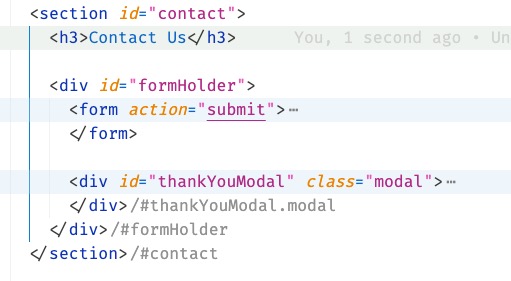 <section id="contact">
<h3>Contact Us</h3> You, 1 second ago • Un
<div id="formHolder">
<form action="submit">⋯
</form>
<div id="thankYouModal" class="modal">⋯
</div>/#thankYouModal.modal
</div>/#formHolder
</section>/#contact